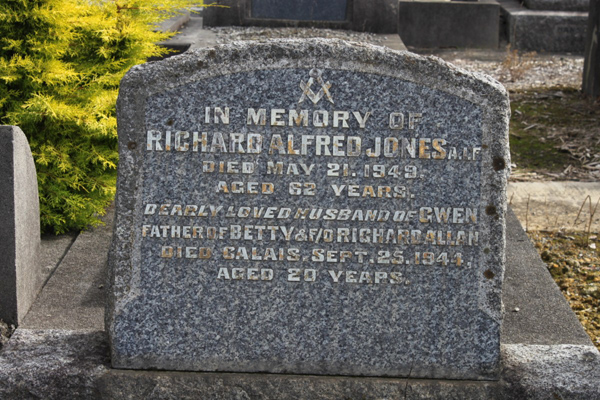 IN MEMORY OF
RICHARD ALFRED JONES A.I.F.
DIED MAY 21. 1949.
AGED 62 YEARS.
DEARLY LOVED HUSBAND OF GWEN
FATHER OF BETTY & F/O RICHARD ALLAN
DIED CALAIS. SEPT. 25. 1944.
AGED 20 YEARS.